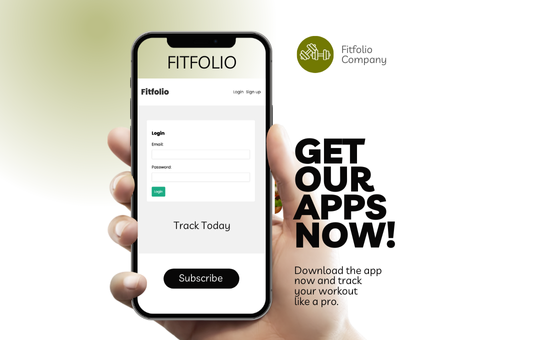 FITFOLIO
Fitfolio
Login Sign up
Login
Email:
Password:
Login
Track Today
Subscribe
Fitfolio
Company
GET
OUR
APPS
NOW!
Download the app
now and track
your workout
like a pro.